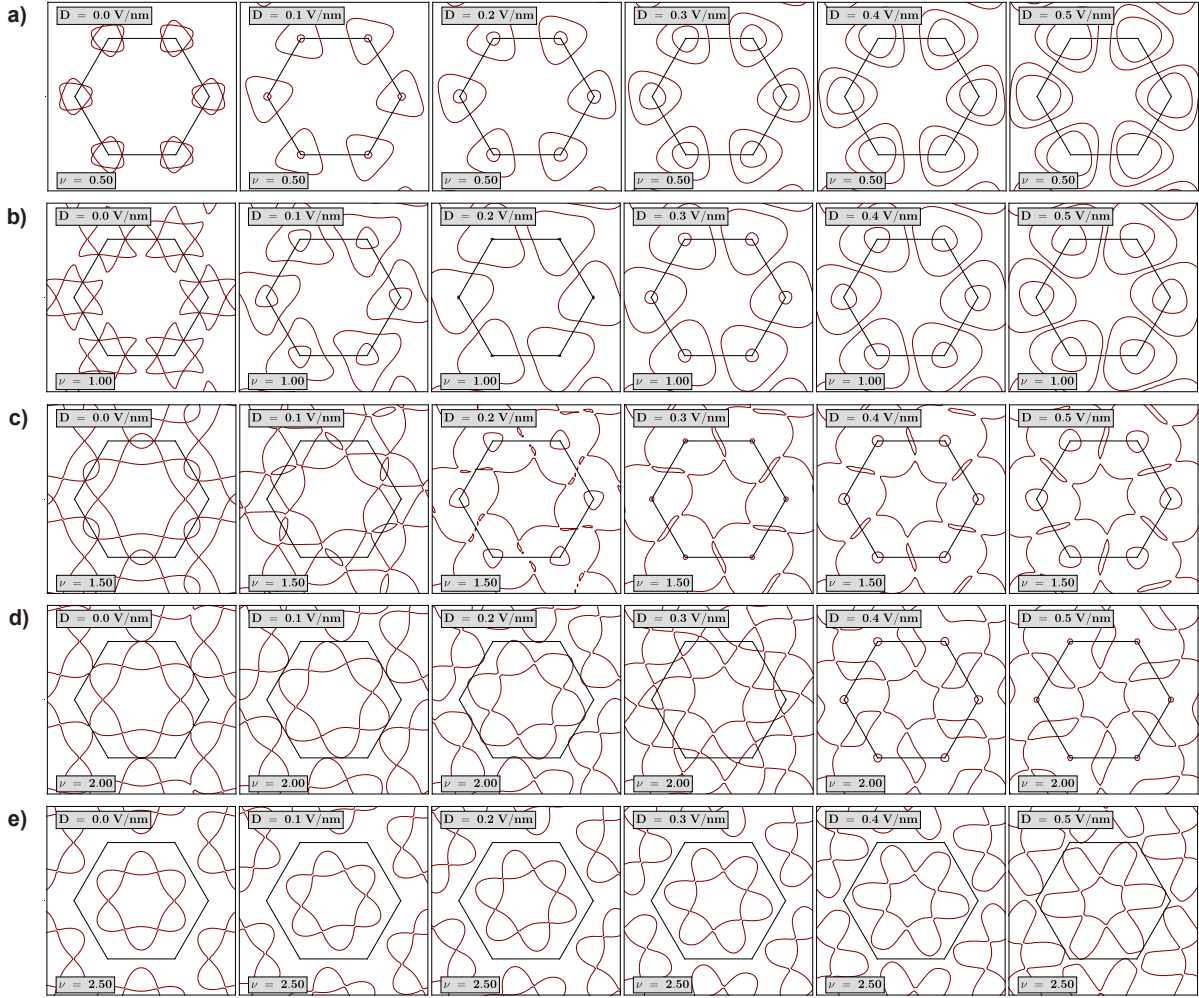 a)
D = 0.0 V/nm
D = 0.1 V/nm
D = 0.2 V/nm
D = 0.3 V/nm
D = 0.4 V/nm
D = 0.5 V/nm
ν = 0.50
ν = 0.50
ν = 0.50
ν = 0.50
ν = 0.50
ν = 0.50
b)
D = 0.0 V/nm
D = 0.1 V/nm
D = 0.2 V/nm
D = 0.3 V/nm
D = 0.4 V/nm
D = 0.5 V/nm
ν = 1.00
ν = 1.00
ν = 1.00
ν = 1.00
ν = 1.00
ν = 1.00
c)
D = 0.0 V/nm
D = 0.1 V/nm
D = 0.2 V/nm
D = 0.3 V/nm
D = 0.4 V/nm
D = 0.5 V/nm
ν = 1.50
ν = 1.50
ν = 1.50
ν = 1.50
ν = 1.50
ν = 1.50
d)
D = 0.0 V/nm
D = 0.1 V/nm
D = 0.2 V/nm
D = 0.3 V/nm
D = 0.4 V/nm
D = 0.5 V/nm
ν = 2.00
ν = 2.00
ν = 2.00
ν = 2.00
ν = 2.00
ν = 2.00
e)
D = 0.0 V/nm
D = 0.1 V/nm
D = 0.2 V/nm
D = 0.3 V/nm
D = 0.4 V/nm
D = 0.5 V/nm
ν = 2.50
ν = 2.50
ν = 2.50
ν = 2.50
ν = 2.50
ν = 2.50